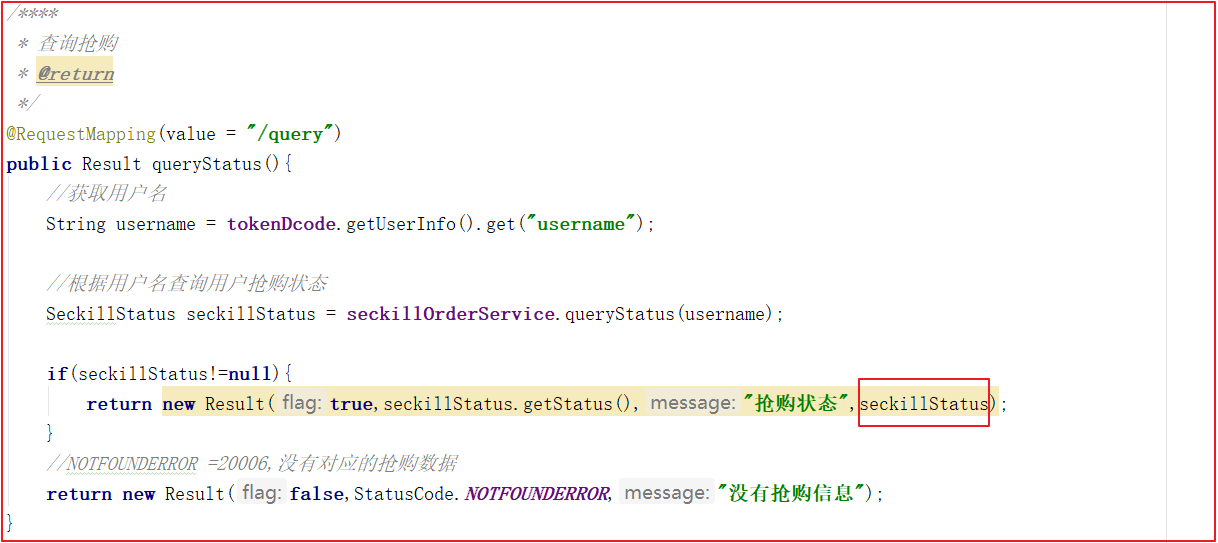 /****
 * 查询抢购
 * @return
 */
@RequestMapping(value = "/query")
public Result queryStatus(){
    //获取用户名
    String username = tokenDcode.getUserInfo().get("username");
    //根据用户名查询用户抢购状态
    SeckillStatus seckillStatus = seckillOrderService.queryStatus(username);
    if(seckillStatus!=null){
        return new Result( flag: true,seckillStatus.getStatus(), message: "抢购状态",seckillStatus);
    }
    //NOTFOUNDERROR =20006,没有对应的抢购数据
    return new Result( flag: false,StatusCode.NOTFOUNDERROR, message: "没有抢购信息");
}